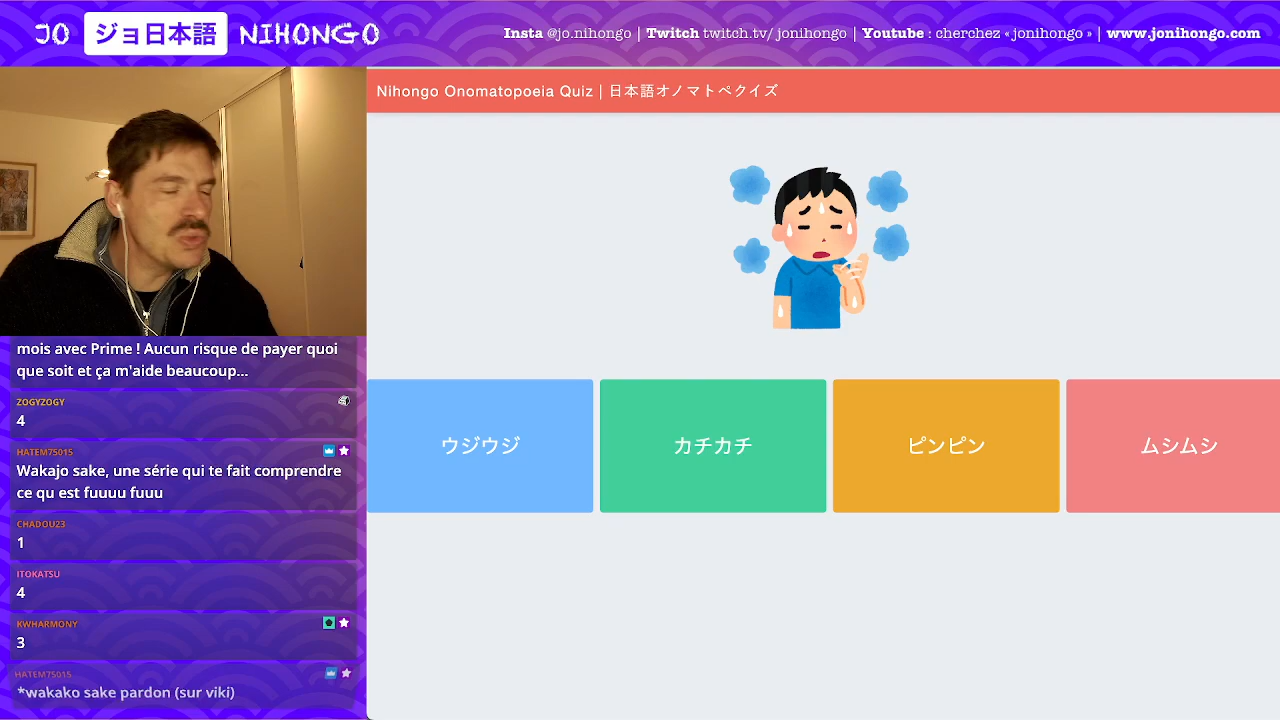 JO ジョ日本語 NIHONGO
Insta @jo.nihongo | Twitch twitch.tv/jonihongo | Youtube : cherchez « jonihongo » | www.jonihongo.com
Nihongo Onomatopoeia Quiz | 日本語オノマトペクイズ
ウジウジ
カチカチ
ピンピン
ムシムシ
mois avec Prime ! Aucun risque de payer quoi
que soit et ça m'aide beaucoup...
ZOGYZOGY
4
HATEM75015
Wakajo sake, une série qui te fait comprendre
ce qu est fuuuu fuuu
CHADOU23
1
ITOKATSU
4
KWHARMONY
3
HATEM75015
*wakako sake pardon (sur viki)